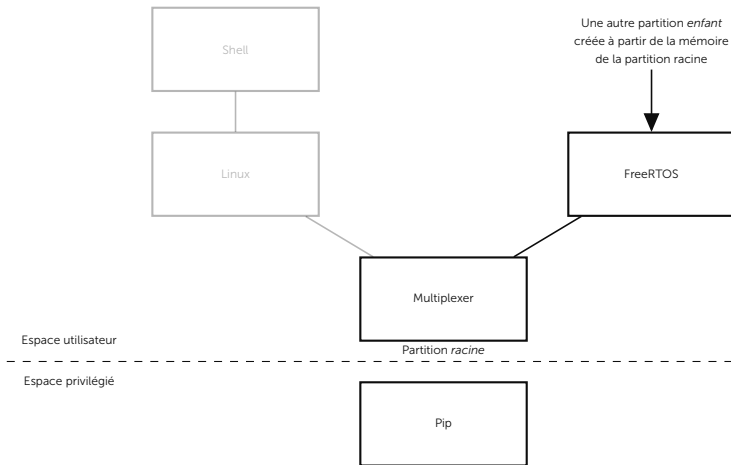 Shell
Une autre partition enfant
créée à partir de la mémoire
de la partition racine
Linux
FreeRTOS
Multiplexer
Espace utilisateur
Partition racine
Espace privilégié
Pip